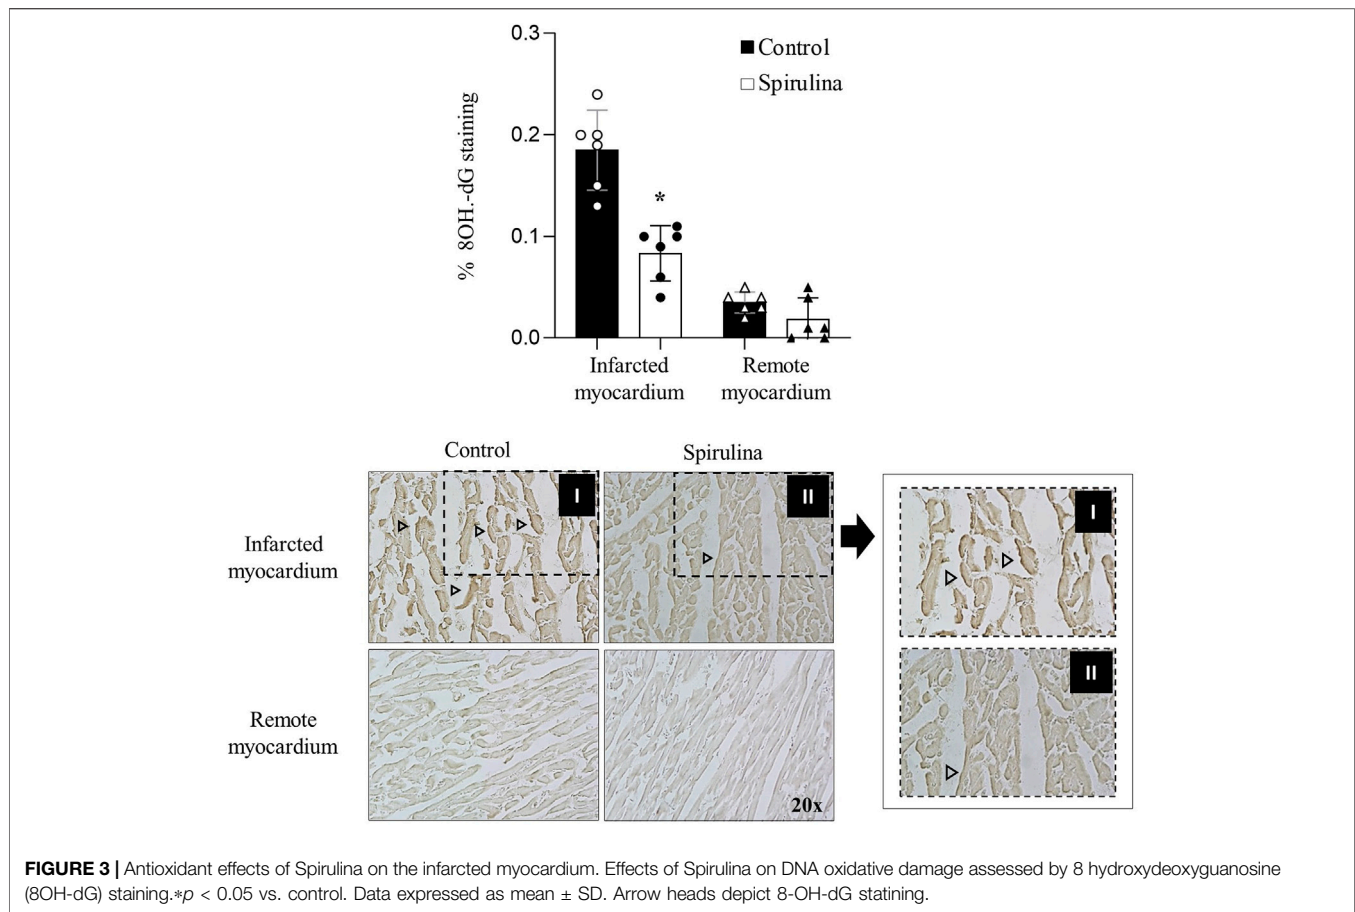 0.3
0.2
0.1
0.0
% 8OH.-dG staining
Control
Spirulina
*
Infarcted
myocardium
Remote
myocardium
Control
Spirulina
Infarcted
myocardium
I
II
I
II
Remote
myocardium
20x
FIGURE 3 | Antioxidant effects of Spirulina on the infarcted myocardium. Effects of Spirulina on DNA oxidative damage assessed by 8 hydroxydeoxyguanosine
(8OH-dG) staining.∗p < 0.05 vs. control. Data expressed as mean ± SD. Arrow heads depict 8-OH-dG statining.